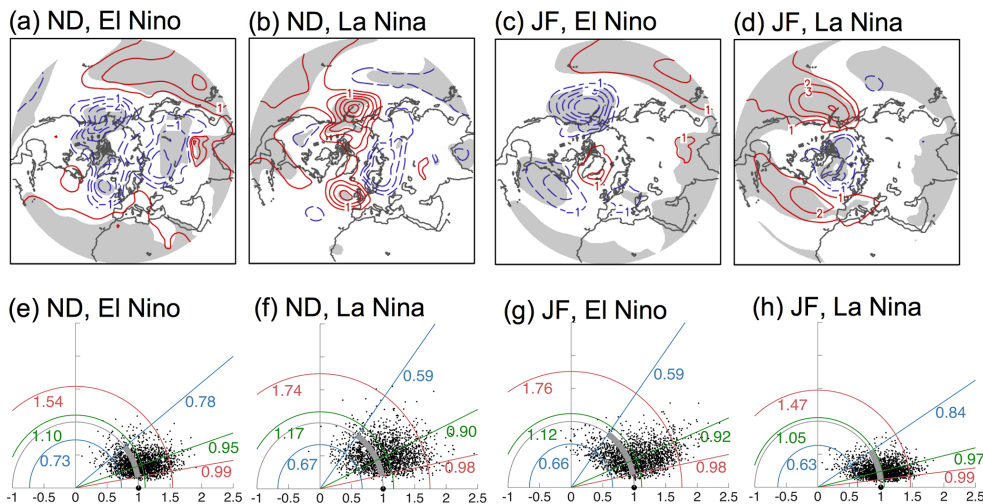 (a) ND, El Nino (b) ND, La Nina (c) JF, El Nino (d) JF, La Nina
-1 -1 1
1 1
-1 1 1 -1
2 3 1 1 2
(e) ND, El Nino (f) ND, La Nina (g) JF, El Nino (h) JF, La Nina
1.54 0.78 1.10 0.95 0.73 0.99
1.74 0.59 1.17 0.90 0.67 0.98
1.76 0.59 1.12 0.92 0.66 0.98
1.47 0.84 1.05 0.97 0.63 0.99
-1 -0.5 0 0.5 1 1.5 2 2.5
-1 -0.5 0 0.5 1 1.5 2 2.5
-1 -0.5 0 0.5 1 1.5 2 2.5
-1 -0.5 0 0.5 1 1.5 2 2.5